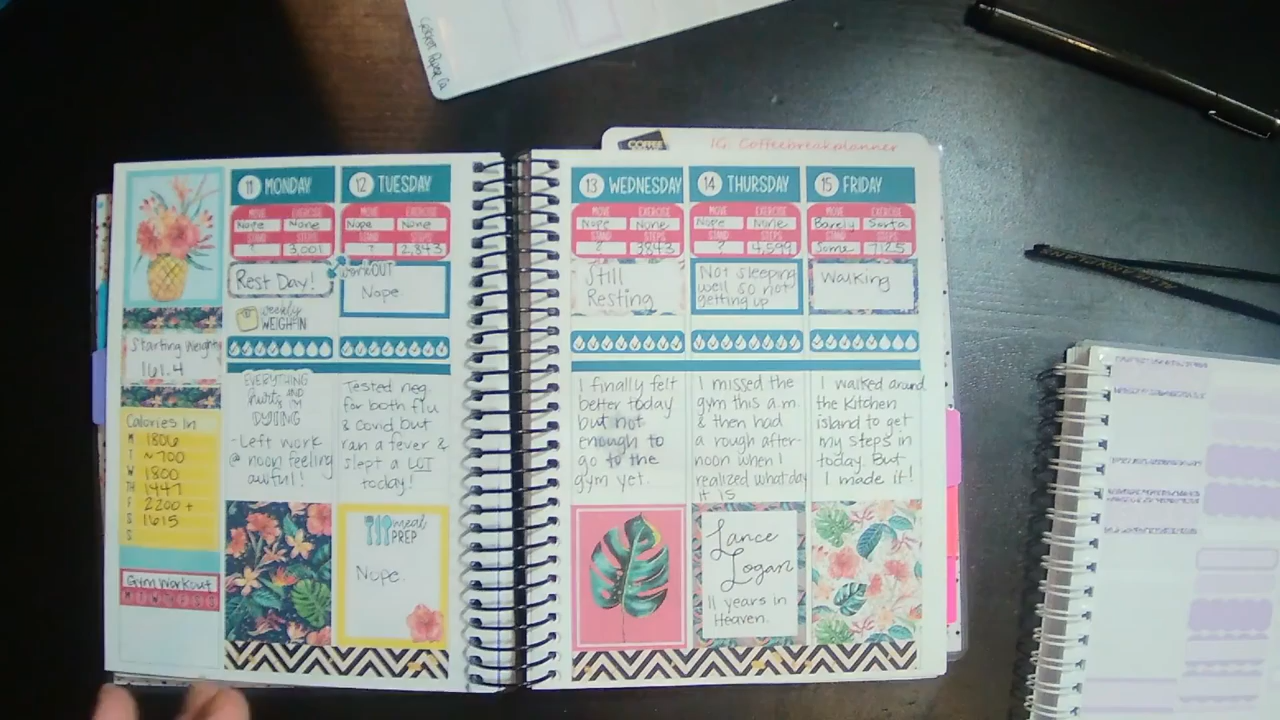 IG: Coffeebreakplanner
COFFEE
Starting Weight
161.4
Calories In
M 1806
T ~700
W 1800
TH 1447
F 2200 +
S 1615
S
Gym Workout
M T W T F S S
11 MONDAY
MOVE EXERCISE
Nope None
STAND STEPS
? 3,001
Rest Day!
weekly
WEIGH-IN
EVERYTHING
hurts AND
I'M
DYING
- Left work
@ noon feeling
awful!
12 TUESDAY
MOVE EXERCISE
Nope None
STAND STEPS
? 2,843
WORKOUT
Nope
Tested neg.
for both flu
& covid but
ran a fever &
slept a LOT
today!
meal
PREP
Nope.
13 WEDNESDAY
MOVE EXERCISE
Nope None
STAND STEPS
? 3843
Still
Resting
I finally felt
better today
but not
enough to
go to the
gym yet.
14 THURSDAY
MOVE EXERCISE
Nope Mine
STAND STEPS
? 4,599
Not sleeping
well so not
getting up
I missed the
gym this a.m.
& then had
a rough after-
noon when I
realized what day
it is
Lance
Logan
11 years in
Heaven.
15 FRIDAY
MOVE EXERCISE
Barely Sorta
STAND STEPS
Some 7125
Walking
I walked around
the Kitchen
island to get
my steps in
today. But
I made it!